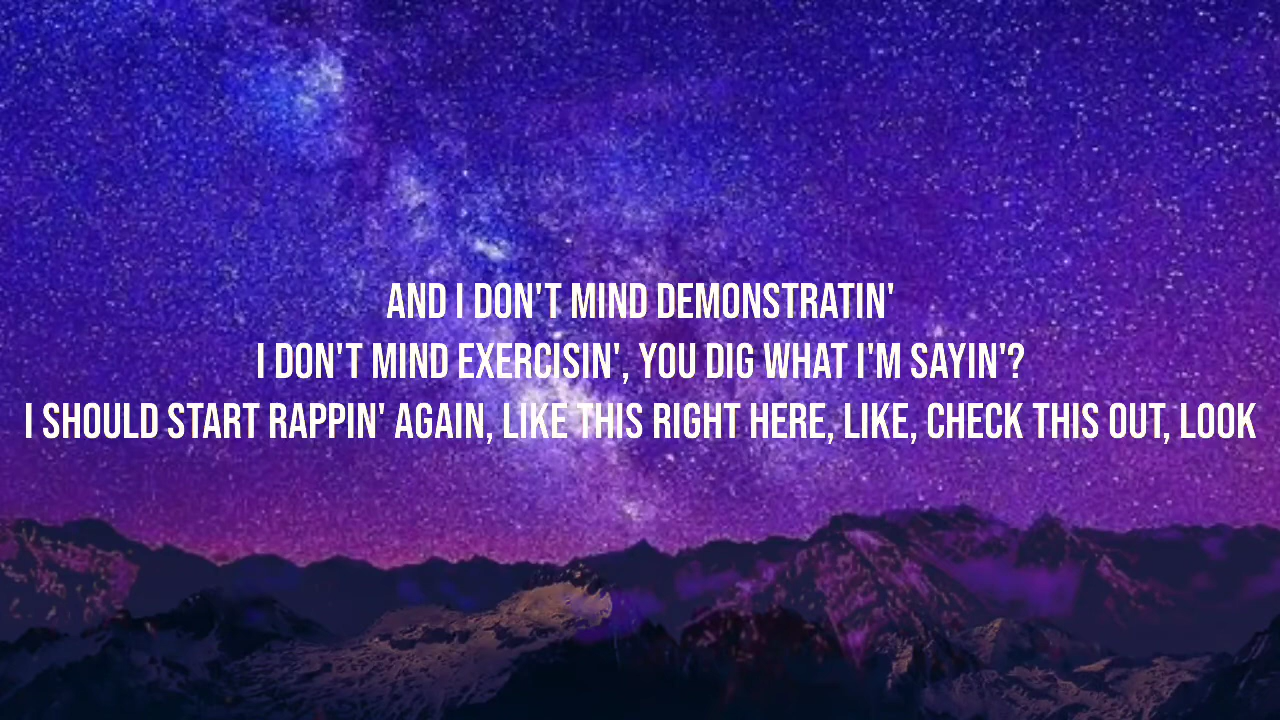 AND I DON'T MIND DEMONSTRATIN'
I DON'T MIND EXERCISIN', YOU DIG WHAT I'M SAYIN'?
I SHOULD START RAPPIN' AGAIN, LIKE THIS RIGHT HERE, LIKE, CHECK THIS OUT, LOOK